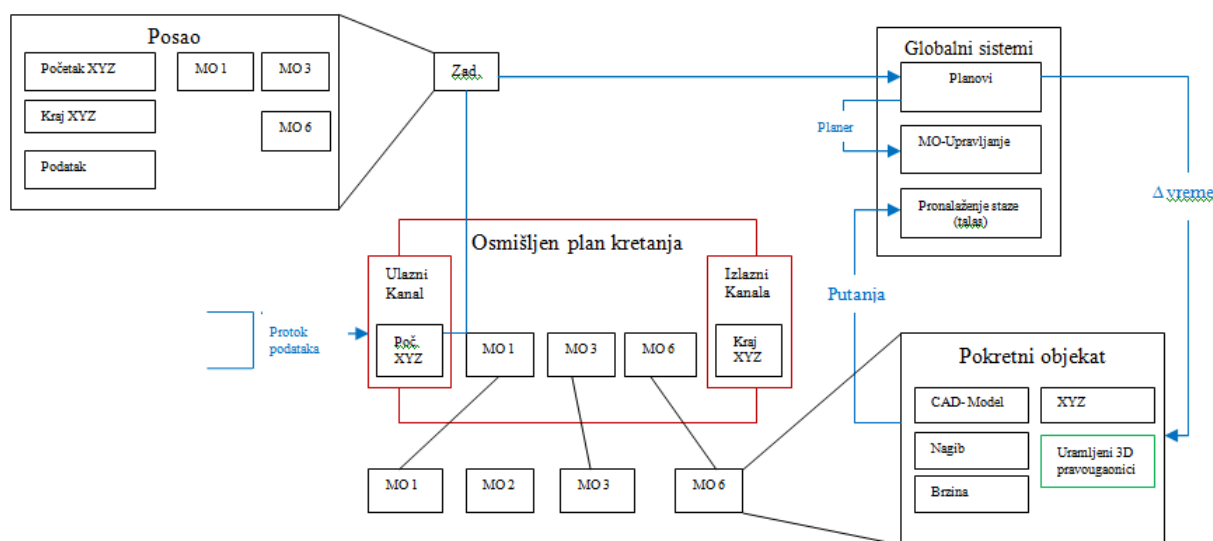 Posao
Početak XYZ
MO 1
MO 3
Kraj XYZ
MO 6
Podatak
Zad.
Globalni sistemi
Planovi
Planer
MO-Upravljanje
Pronalaženje staze
(talas)
Δ vreme
Osmišljen plan kretanja
Ulazni
Kanal
Izlazni
Kanala
Putanja
Protok
podataka
Poč.
XYZ
MO 1
MO 3
MO 6
Kraj
XYZ
Pokretni objekat
CAD- Model
XYZ
Nagib
Uramljeni 3D
pravougaonici
Brzina
MO 1
MO 2
MO 3
MO 6